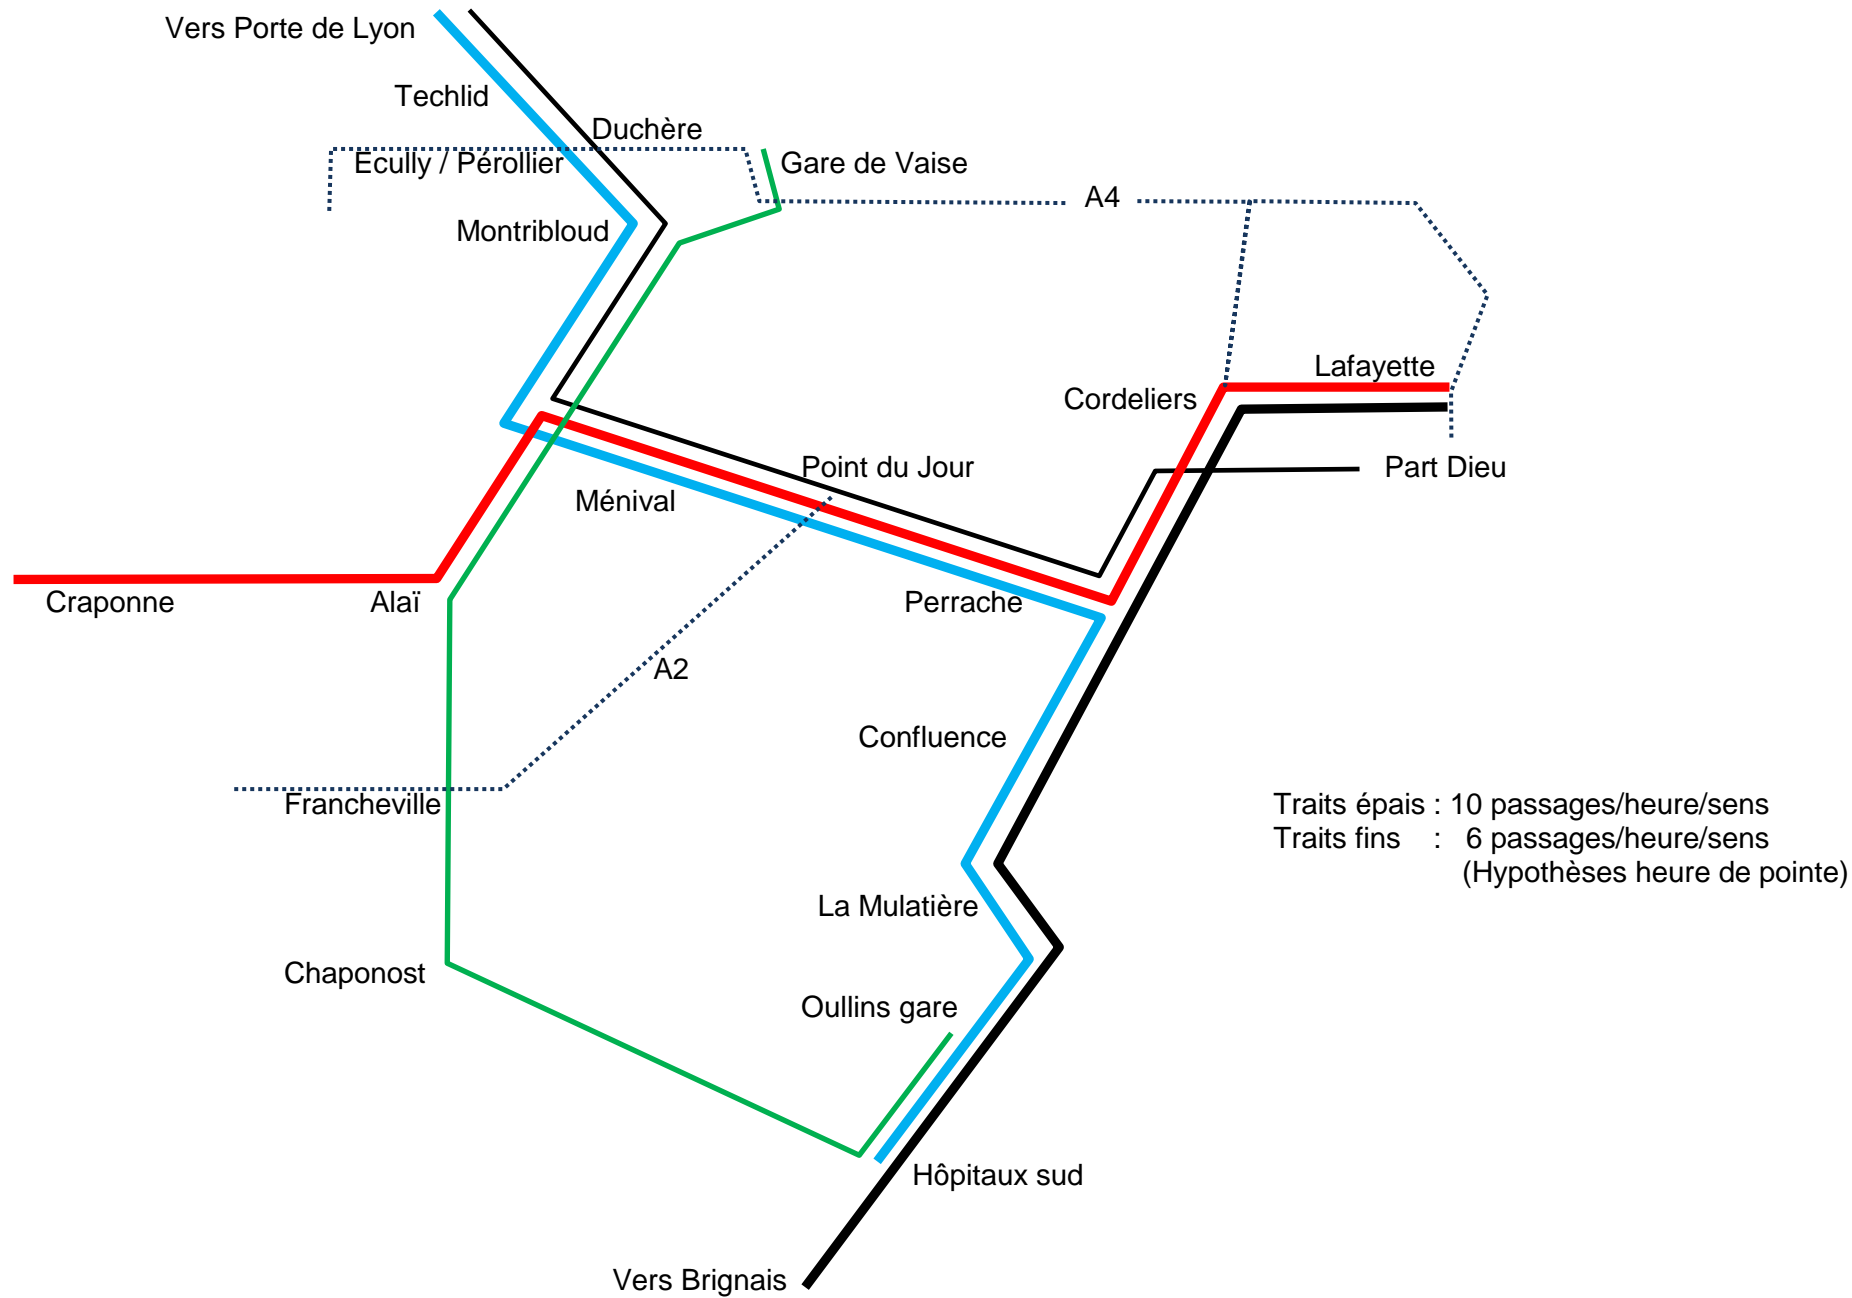 Vers Porte de Lyon
Techlid
Duchère
Ecully / Pérollier
Gare de Vaise
A4
Montribloud
Lafayette
Cordeliers
Point du Jour
Part Dieu
Ménival
Craponne
Alaï
Perrache
A2
Confluence
Francheville
Traits épais : 10 passages/heure/sens
Traits fins : 6 passages/heure/sens
(Hypothèses heure de pointe)
La Mulatière
Chaponost
Oullins gare
Hôpitaux sud
Vers Brignais